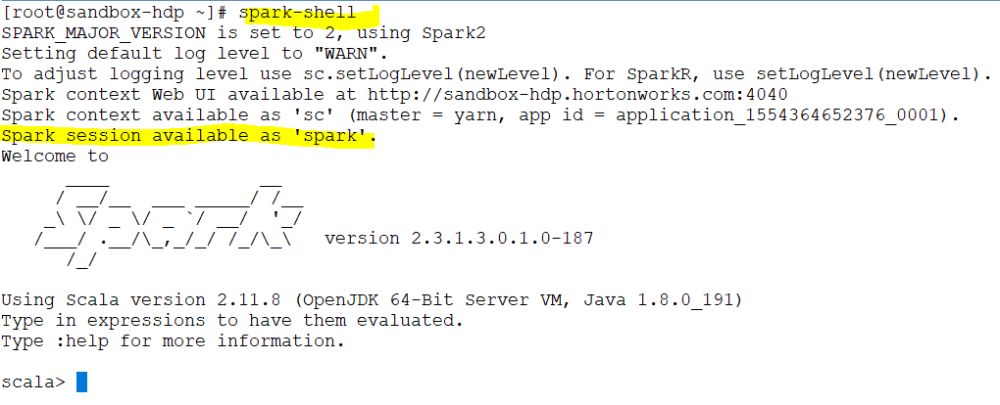 [root@sandbox-hdp ~]# spark-shell
SPARK_MAJOR_VERSION is set to 2, using Spark2
Setting default log level to "WARN".
To adjust logging level use sc.setLogLevel(newLevel). For SparkR, use setLogLevel(newLevel).
Spark context Web UI available at http://sandbox-hdp.hortonworks.com:4040
Spark context available as 'sc' (master = yarn, app id = application_1554364652376_0001).
Spark session available as 'spark'.
Welcome to
      ____              __
     / __/__  ___ _____/ /__
    _\ \/ _ \/ _ `/ __/  '_/
   /___/ .__/\_,_/_/ /_/\_\   version 2.3.1.3.0.1.0-187
      /_/
Using Scala version 2.11.8 (OpenJDK 64-Bit Server VM, Java 1.8.0_191)
Type in expressions to have them evaluated.
Type :help for more information.
scala>